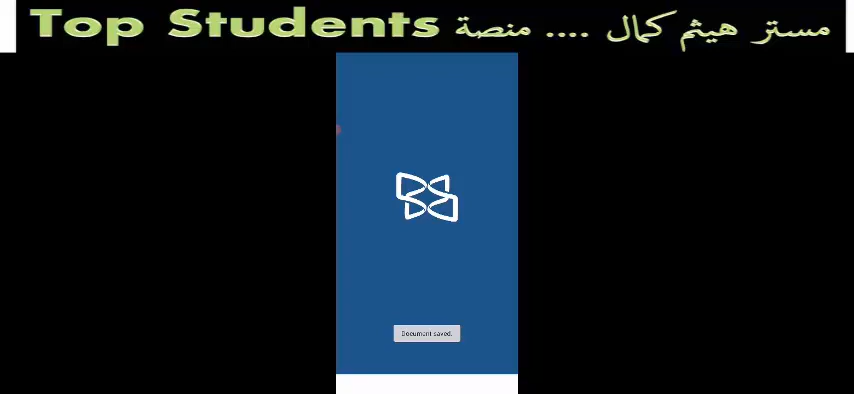 مستر هيثم كمال .... منصة Top Students
Document saved.